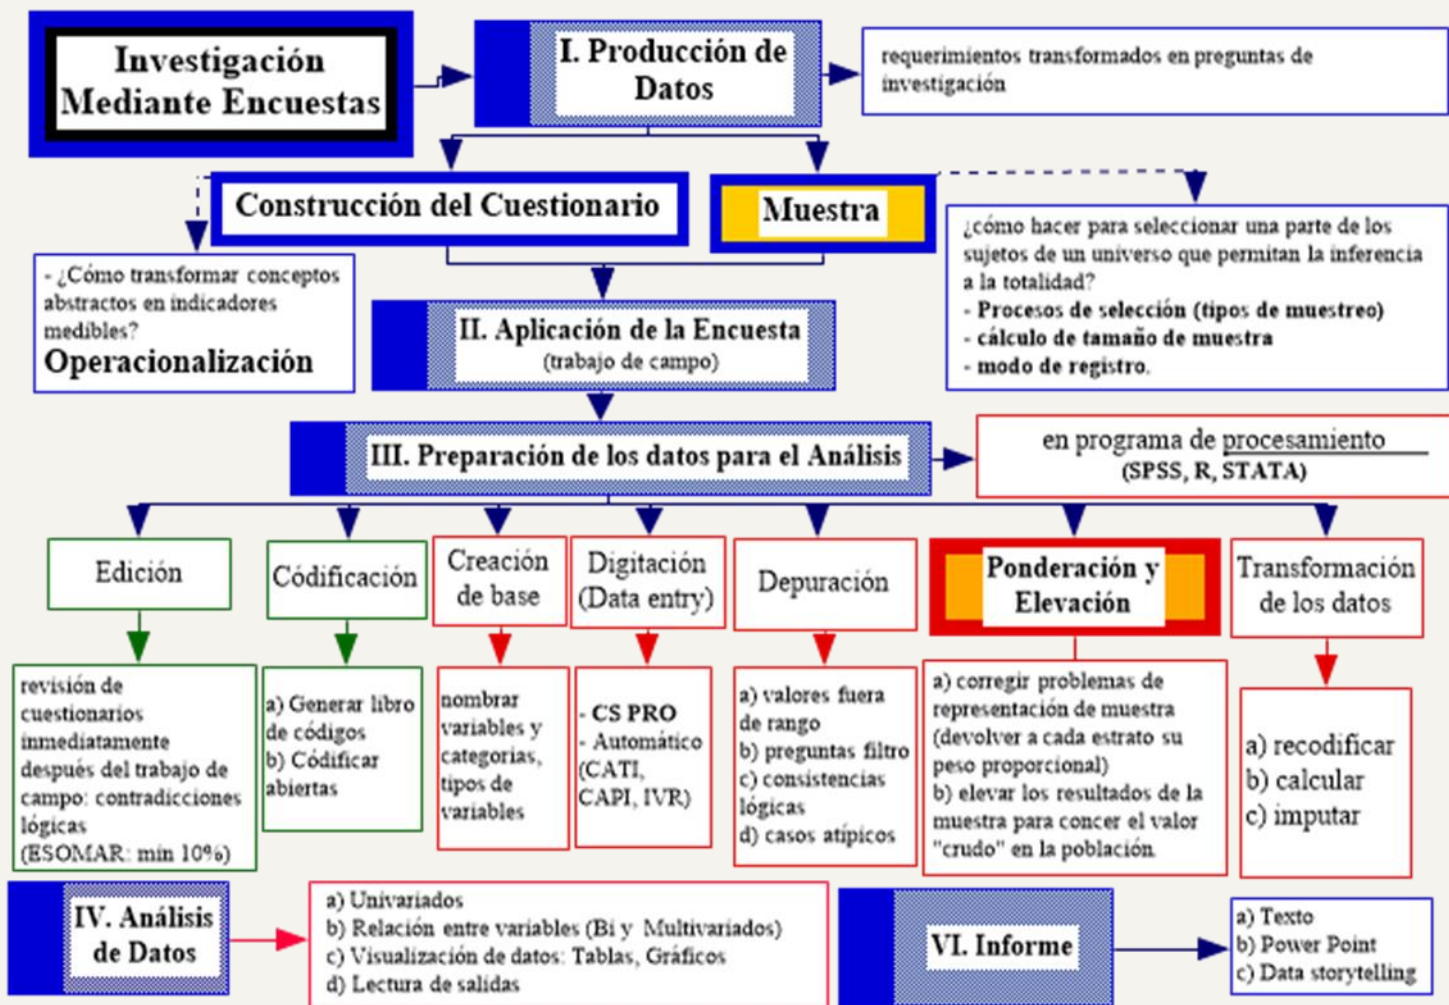 Investigación
Mediante Encuestas
I. Producción de
Datos
requerimientos transformados en preguntas de
investigación
Construcción del Cuestionario
Muestra
- ¿Cómo transformar conceptos
abstractos en indicadores
medibles?
Operacionalización
¿cómo hacer para seleccionar una parte de los
sujetos de un universo que permitan la inferencia
a la totalidad?
- Procesos de selección (tipos de muestreo)
- cálculo de tamaño de muestra
- modo de registro.
II. Aplicación de la Encuesta
(trabajo de campo)
III. Preparación de los datos para el Análisis
en programa de procesamiento
(SPSS, R, STATA)
Edición
Códificación
Creación
de base
Digitación
(Data entry)
Depuración
Ponderación y
Elevación
Transformación
de los datos
revisión de
cuestionarios
inmediatamente
después del trabajo de
campo: contradicciones
lógicas
(ESOMAR: min 10%)
a) Generar libro
de códigos
b) Códificar
abiertas
nombrar
variables y
categorias,
tipos de
variables
- CS PRO
- Automático
(CATI,
CAPI, IVR)
a) valores fuera
de rango
b) preguntas filtro
c) consistencias
lógicas
d) casos atípicos
a) corregir problemas de
representación de muestra
(devolver a cada estrato su
peso proporcional)
b) elevar los resultados de la
muestra para concer el valor
"crudo" en la población.
a) recodificar
b) calcular
c) imputar
IV. Análisis
de Datos
a) Univariados
b) Relación entre variables (Bi y Multivariados)
c) Visualización de datos: Tablas, Gráficos
d) Lectura de salidas
VI. Informe
a) Texto
b) Power Point
c) Data storytelling